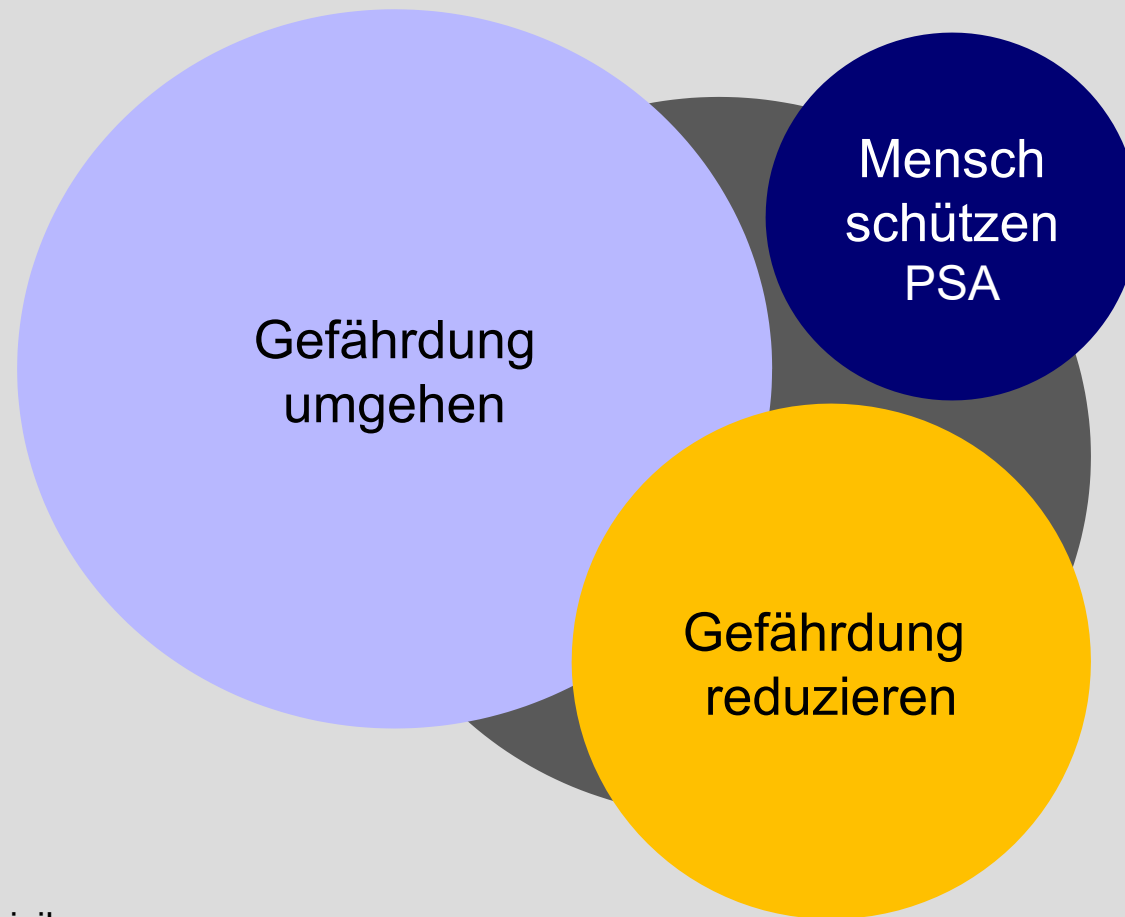 Mensch
schützen
PSA
Gefährdung
umgehen
Gefährdung
reduzieren